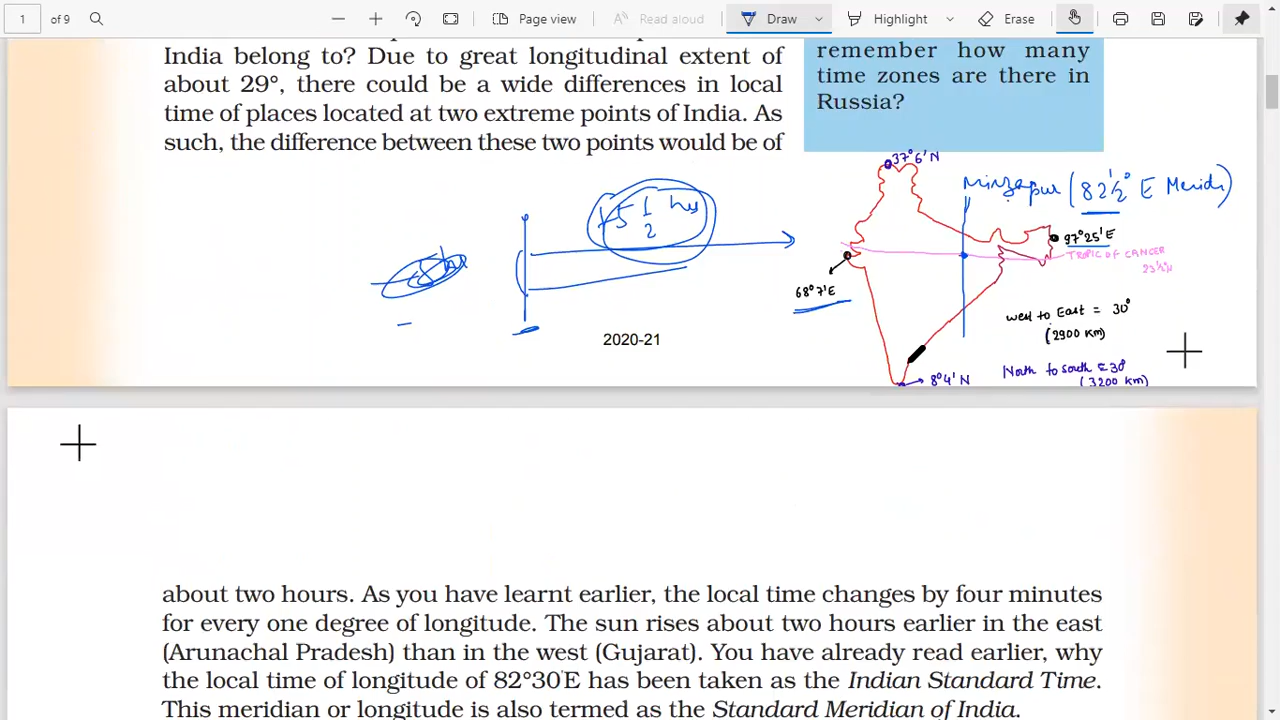 1 of 9 Page view Read aloud Draw Highlight Erase
India belong to? Due to great longitudinal extent of
about 29°, there could be a wide differences in local
time of places located at two extreme points of India. As
such, the difference between these two points would be of
remember how many
time zones are there in
Russia?
37°6'N
Mirzapur (82½° E Meridi)
+5 1/2 hrs
97°25'E
TROPIC OF CANCER
23½°N
68°7'E
west to East = 30°
(2900 km)
2020-21
North to south = 30°
(3200 km)
8°4'N
about two hours. As you have learnt earlier, the local time changes by four minutes
for every one degree of longitude. The sun rises about two hours earlier in the east
(Arunachal Pradesh) than in the west (Gujarat). You have already read earlier, why
the local time of longitude of 82°30'E has been taken as the Indian Standard Time.
This meridian or longitude is also termed as the Standard Meridian of India.